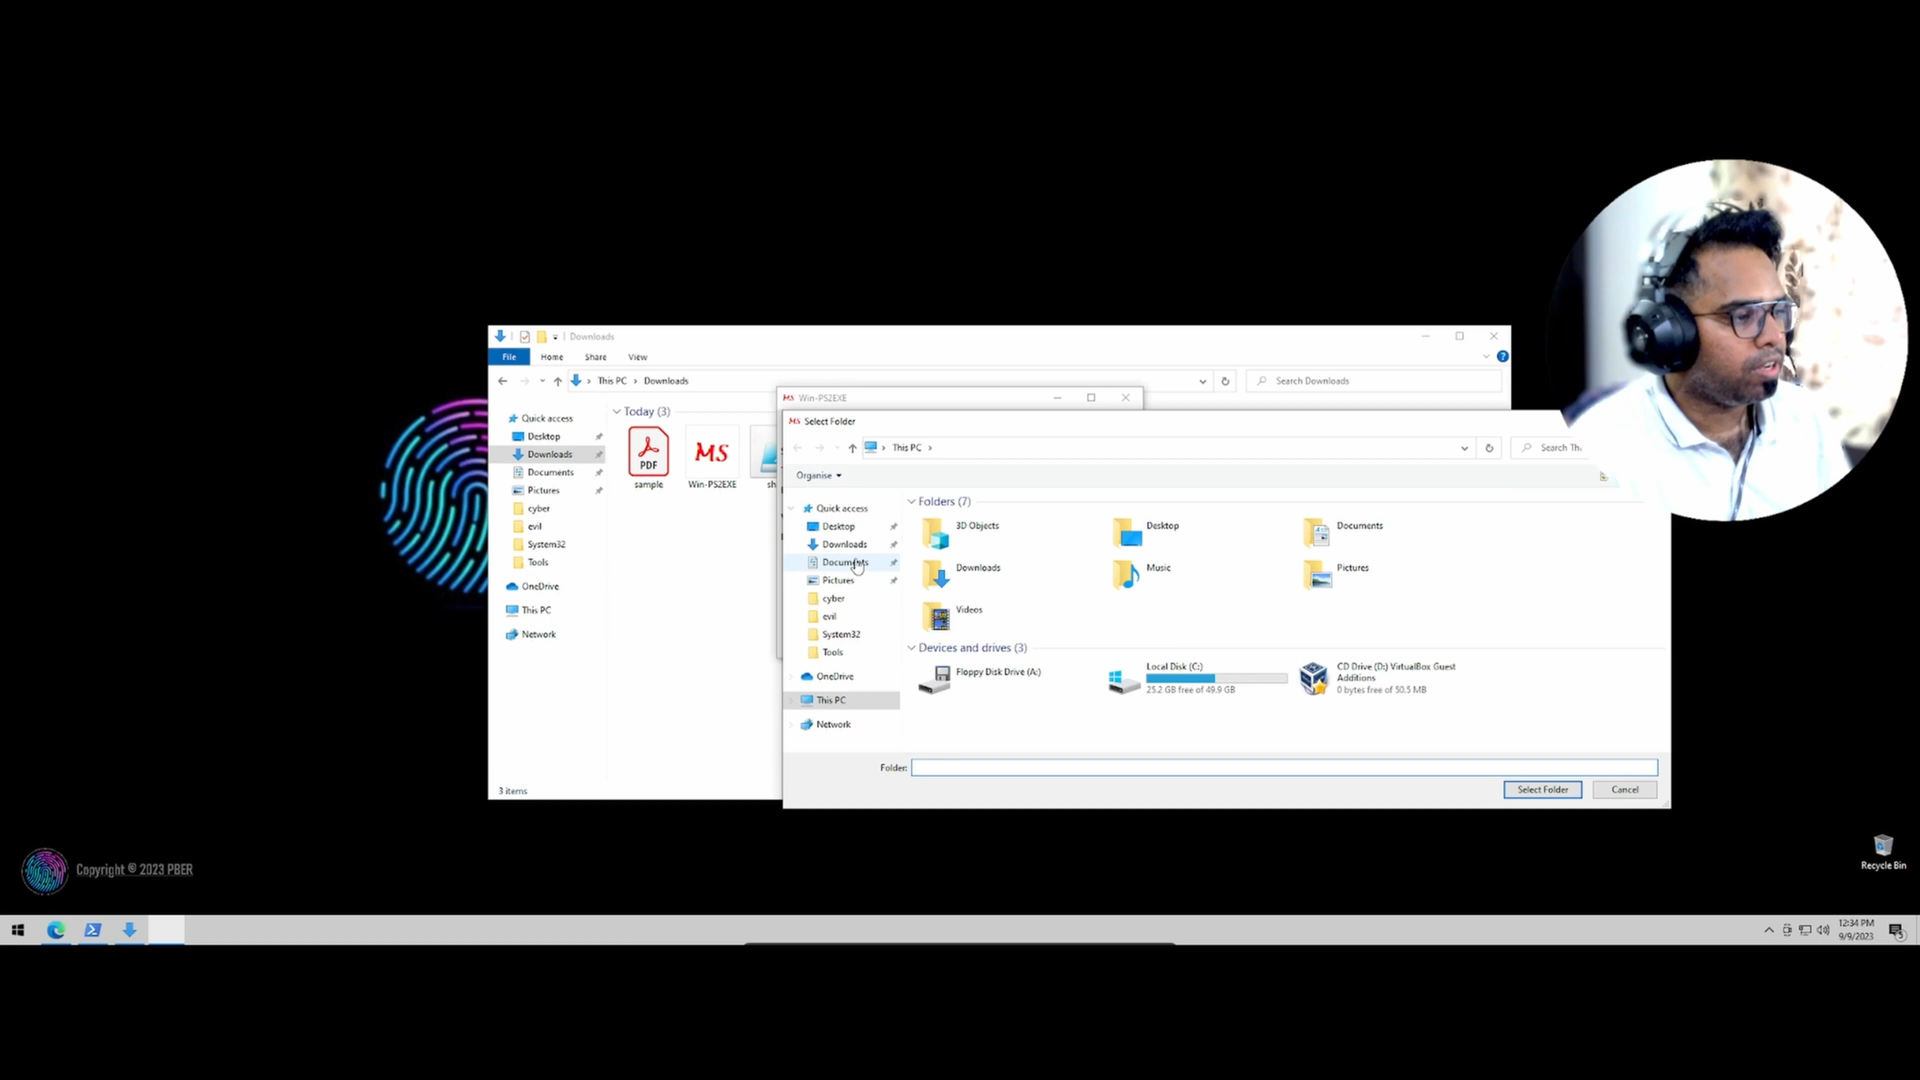 Downloads
File Home Share View
This PC > Downloads
Search Downloads
Quick access
Desktop
Downloads
Documents
Pictures
cyber
evil
System32
Tools
OneDrive
This PC
Network
Today (3)
PDF
sample
MS
Win-PS2EXE
sh
3 items
MS Win-PS2EXE
MS Select Folder
This PC >
Search Th
Organise
Quick access
Desktop
Downloads
Documents
Pictures
cyber
evil
System32
Tools
OneDrive
This PC
Network
Folders (7)
3D Objects
Desktop
Documents
Downloads
Music
Pictures
Videos
Devices and drives (3)
Floppy Disk Drive (A:)
Local Disk (C:)
25.2 GB free of 49.9 GB
CD Drive (D:) VirtualBox Guest
Additions
0 bytes free of 50.5 MB
Folder:
Select Folder
Cancel
Recycle Bin
Copyright © 2023 PBER
12:34 PM
9/9/2023
5